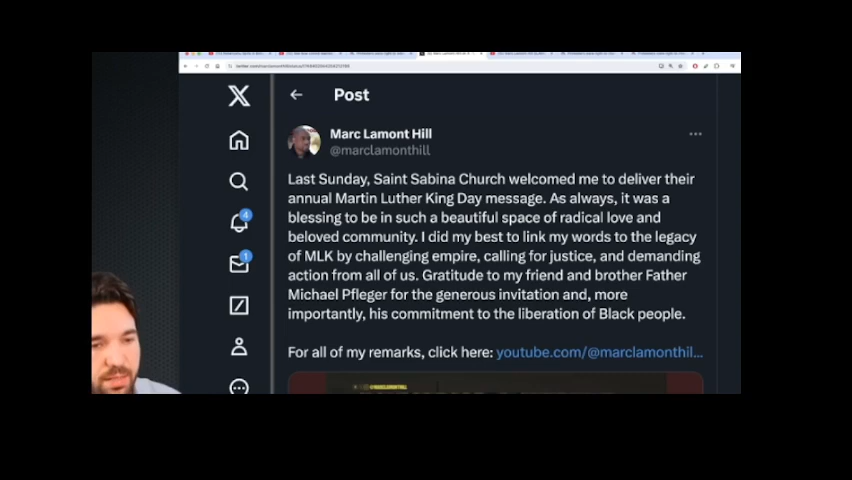 Post
Marc Lamont Hill
@marclamonthill
Last Sunday, Saint Sabina Church welcomed me to deliver their
annual Martin Luther King Day message. As always, it was a
blessing to be in such a beautiful space of radical love and
beloved community. I did my best to link my words to the legacy
of MLK by challenging empire, calling for justice, and demanding
action from all of us. Gratitude to my friend and brother Father
Michael Pfleger for the generous invitation and, more
importantly, his commitment to the liberation of Black people.
For all of my remarks, click here: youtube.com/@marclamonthil...
4
1
@MARCLAMONTHILL